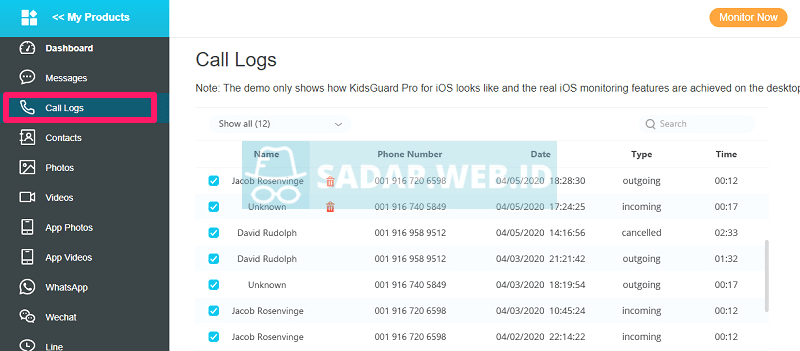 << My Products
Monitor Now
Dashboard
Messages
Call Logs
Contacts
Photos
Videos
App Photos
App Videos
WhatsApp
Wechat
Line
Call Logs
Note: The demo only shows how KidsGuard Pro for iOS looks like and the real iOS monitoring features are achieved on the desktop
Show all (12)
Search
Name Phone Number Date Type Time
Jacob Rosenvinge 001 916 720 6598 04/05/2020 18:28:30 outgoing 00:12
Unknown 001 916 740 5849 04/05/2020 17:24:25 incoming 00:17
David Rudolph 001 916 958 9512 04/05/2020 14:16:56 cancelled 02:33
David Rudolph 001 916 958 9512 04/03/2020 21:21:42 outgoing 01:32
Unknown 001 916 740 5849 04/03/2020 18:19:54 outgoing 00:17
Jacob Rosenvinge 001 916 720 6598 04/03/2020 10:45:24 incoming 00:12
Jacob Rosenvinge 001 916 720 6598 04/02/2020 22:14:22 incoming 00:12
SADAR.WEB.ID